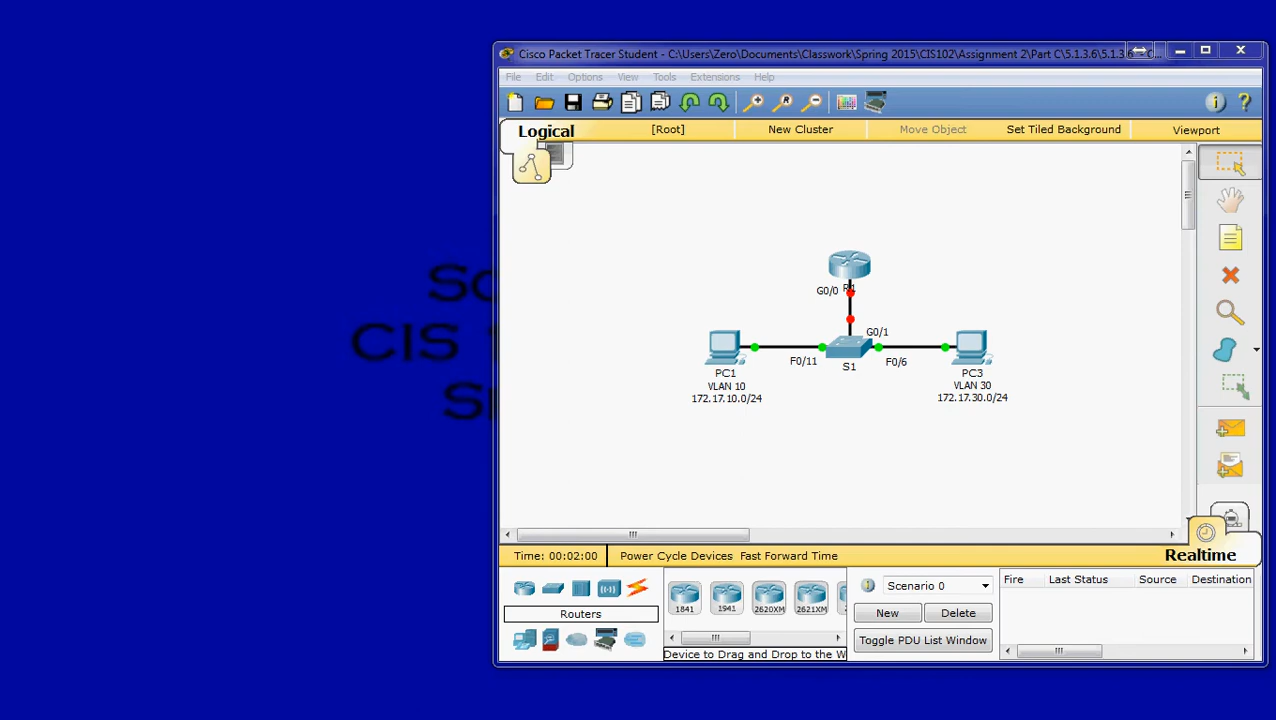 Cisco Packet Tracer Student - C:\Users\Zero\Documents\Classwork\Spring 2015\CIS102\Assignment 2\Part C\5.1.3.6\5.1.3.6 - C...
File Edit Options View Tools Extensions Help
Logical [Root] New Cluster Move Object Set Tiled Background Viewport
G0/0 R1
G0/1
F0/11 F0/6
PC1 S1 PC3
VLAN 10 VLAN 30
172.17.10.0/24 172.17.30.0/24
CIS 1
Time: 00:02:00 Power Cycle Devices Fast Forward Time Realtime
Scenario 0 Fire Last Status Source Destination
1841 1941 2620XM 2621XM
Routers New Delete
Toggle PDU List Window
Device to Drag and Drop to the W